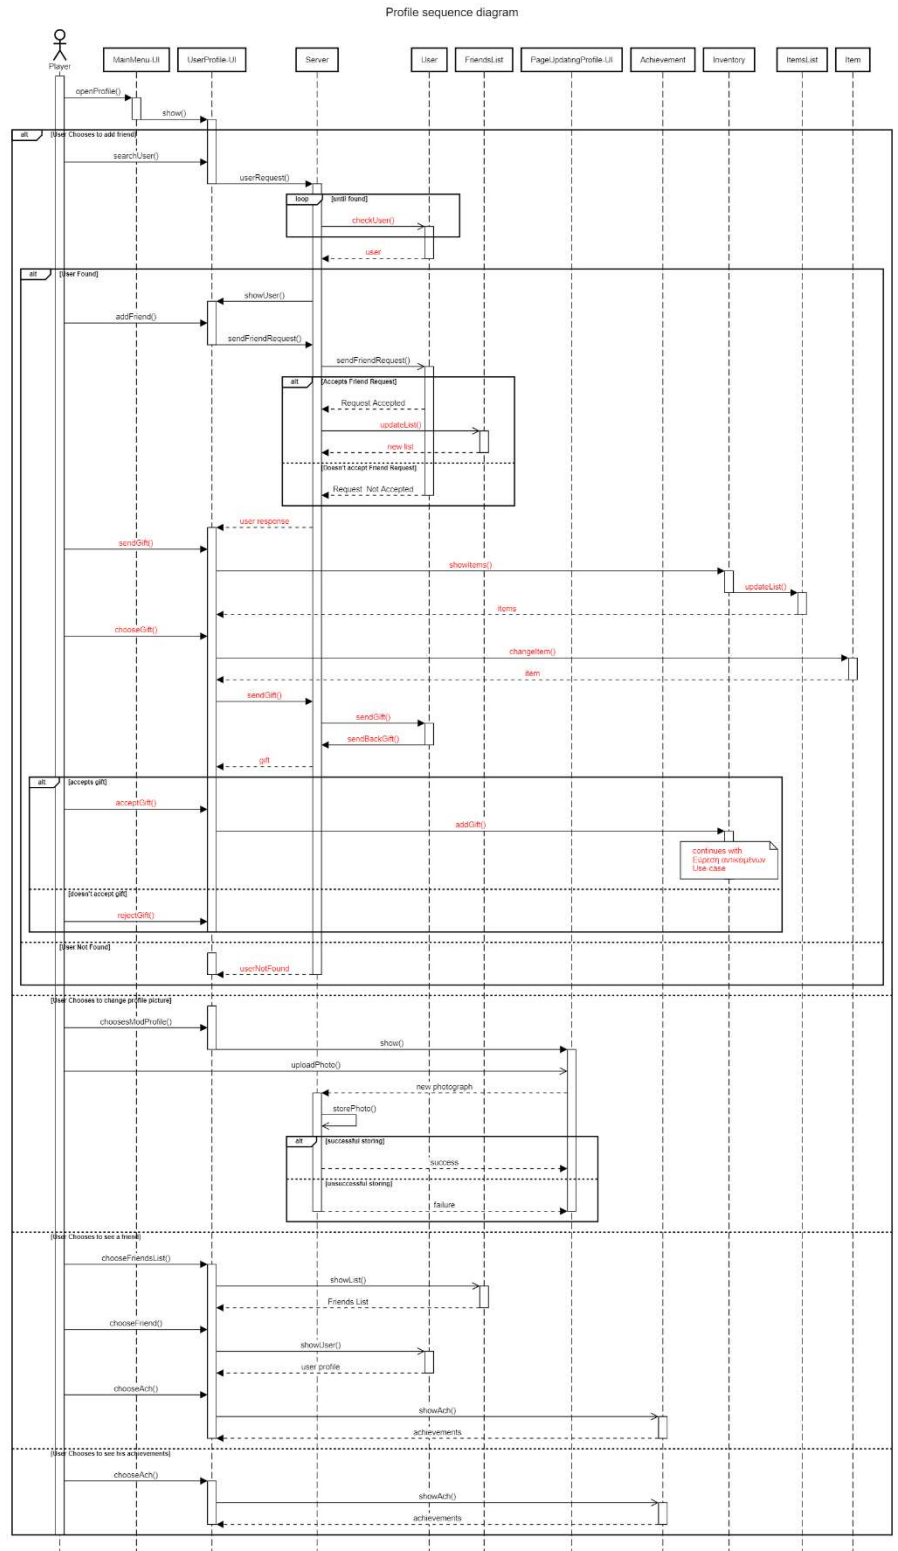 Profile sequence diagram
Player
MainMenu-UI
UserProfile-UI
Server
User
FriendsList
PageUpdatingProfile-UI
Achievement
Inventory
ItemsList
Item
openProfile()
show()
alt
[User Chooses to add friend]
searchUser()
userRequest()
loop
[until found]
checkUser()
user
alt
[User Found]
showUser()
addFriend()
sendFriendRequest()
sendFriendRequest()
alt
[Accepts Friend Request]
Request Accepted
updateList()
new list
[Doesn't accept Friend Request]
Request Not Accepted
user response
sendGift()
showItems()
updateList()
items
chooseGift()
changeItem()
item
sendGift()
sendGift()
sendBackGift()
gift
alt
[accepts gift]
acceptGift()
addGift()
continues with
Εύρεση αντικειμένων
Use case
[doesn't accept gift]
rejectGift()
[User Not Found]
userNotFound
[User Chooses to change profile picture]
choosesModProfile()
show()
uploadPhoto()
new photograph
storePhoto()
alt
[successful storing]
success
[unsuccessful storing]
failure
[User Chooses to see a friend]
chooseFriendsList()
showList()
Friends List
chooseFriend()
showUser()
user profile
chooseAch()
showAch()
achievements
[User Chooses to see his achievements]
chooseAch()
showAch()
achievements